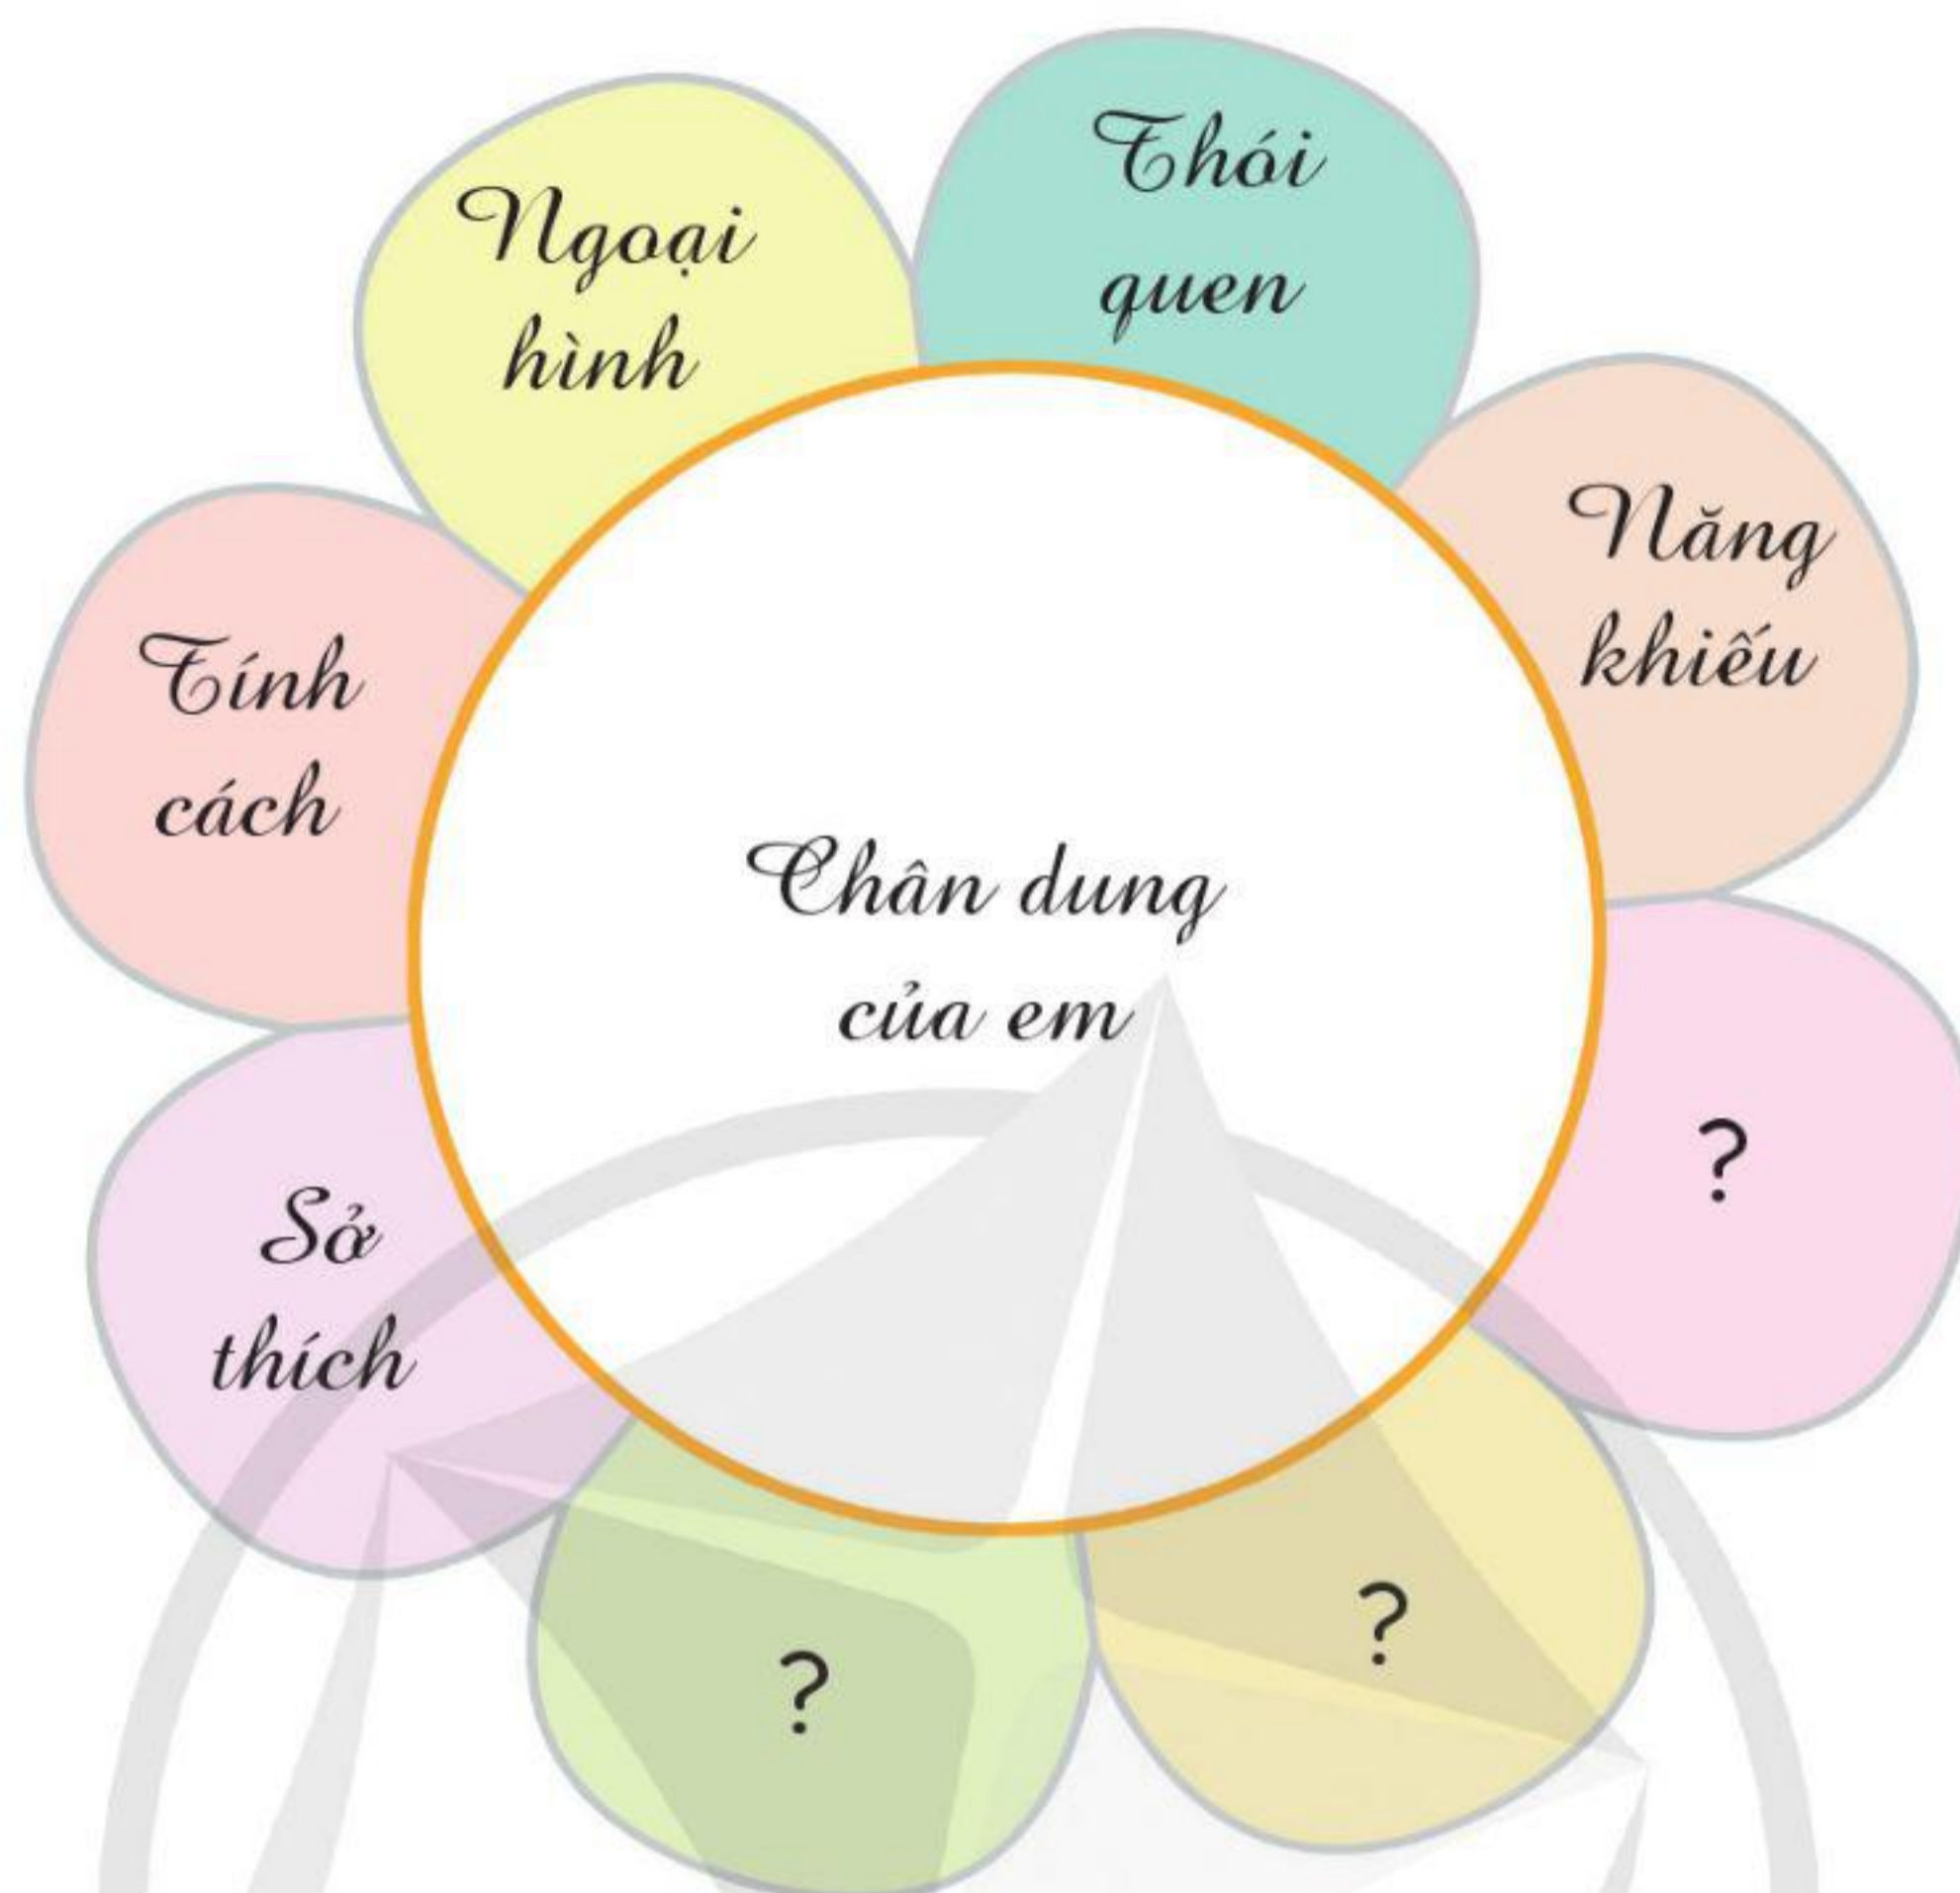 Thói
quen
Ngoại
hình
Năng
khiếu
Tính
cách
Chân dung
của em
?
Sở
thích
?
?